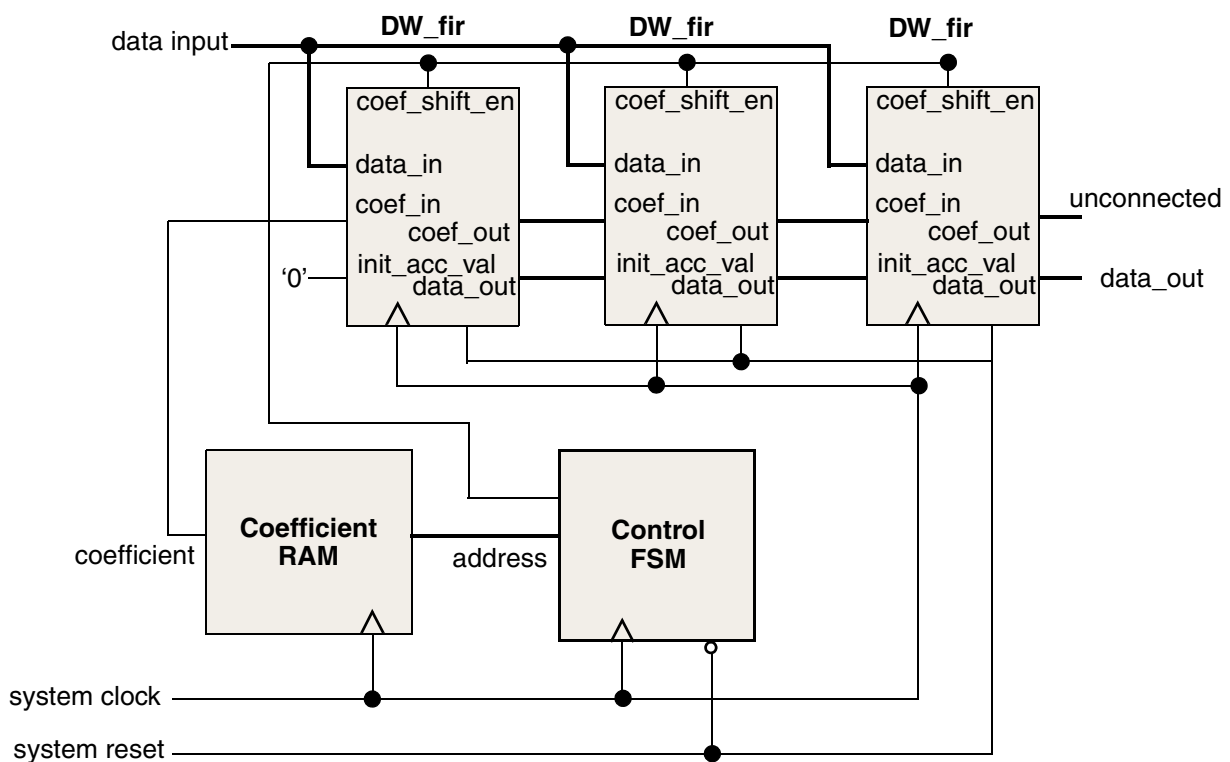 DW_fir
DW_fir
DW_fir
data input
coef_shift_en
coef_shift_en
coef_shift_en
data_in
data_in
data_in
coef_in
coef_in
coef_in
unconnected
coef_out
coef_out
coef_out
‘0’
init_acc_val
init_acc_val
init_acc_val
data_out
data_out
data_out
data_out
Coefficient
RAM
Control
FSM
coefficient
address
system clock
system reset